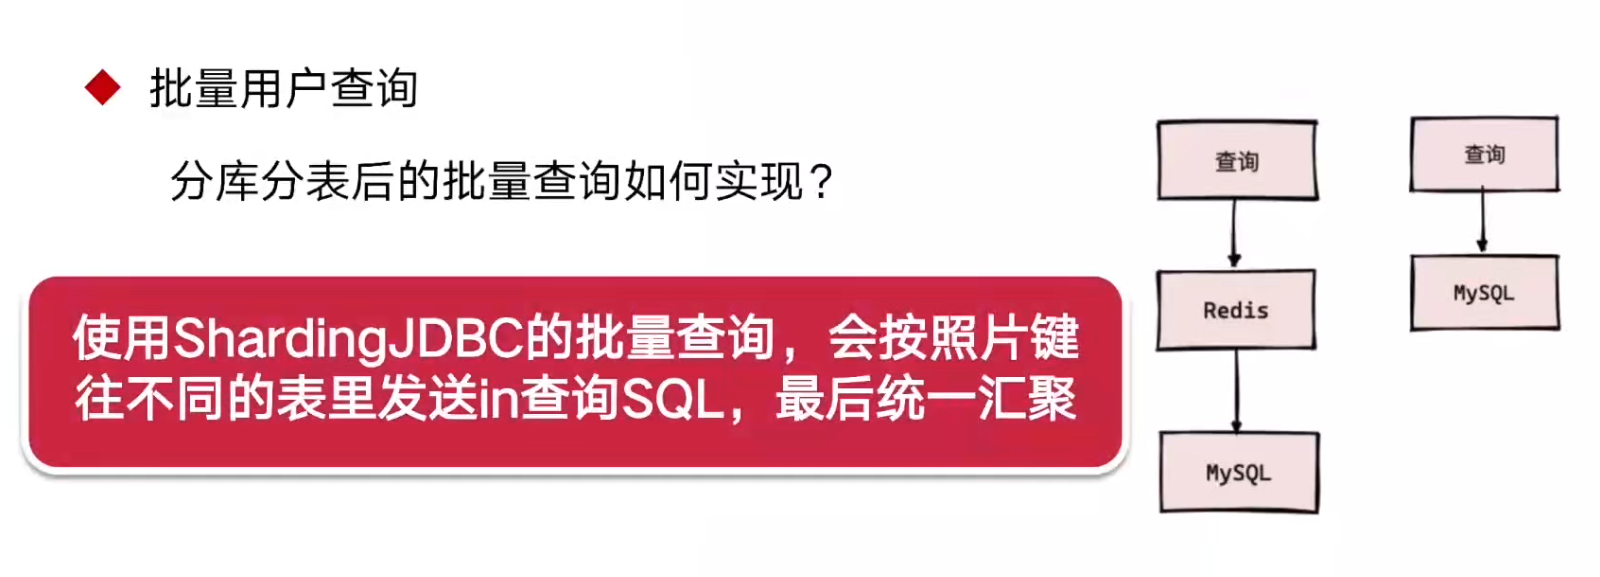 批量用户查询
分库分表后的批量查询如何实现？
使用ShardingJDBC的批量查询，会按照片键
往不同的表里发送in查询SQL，最后统一汇聚
查询
Redis
MySQL
查询
MySQL